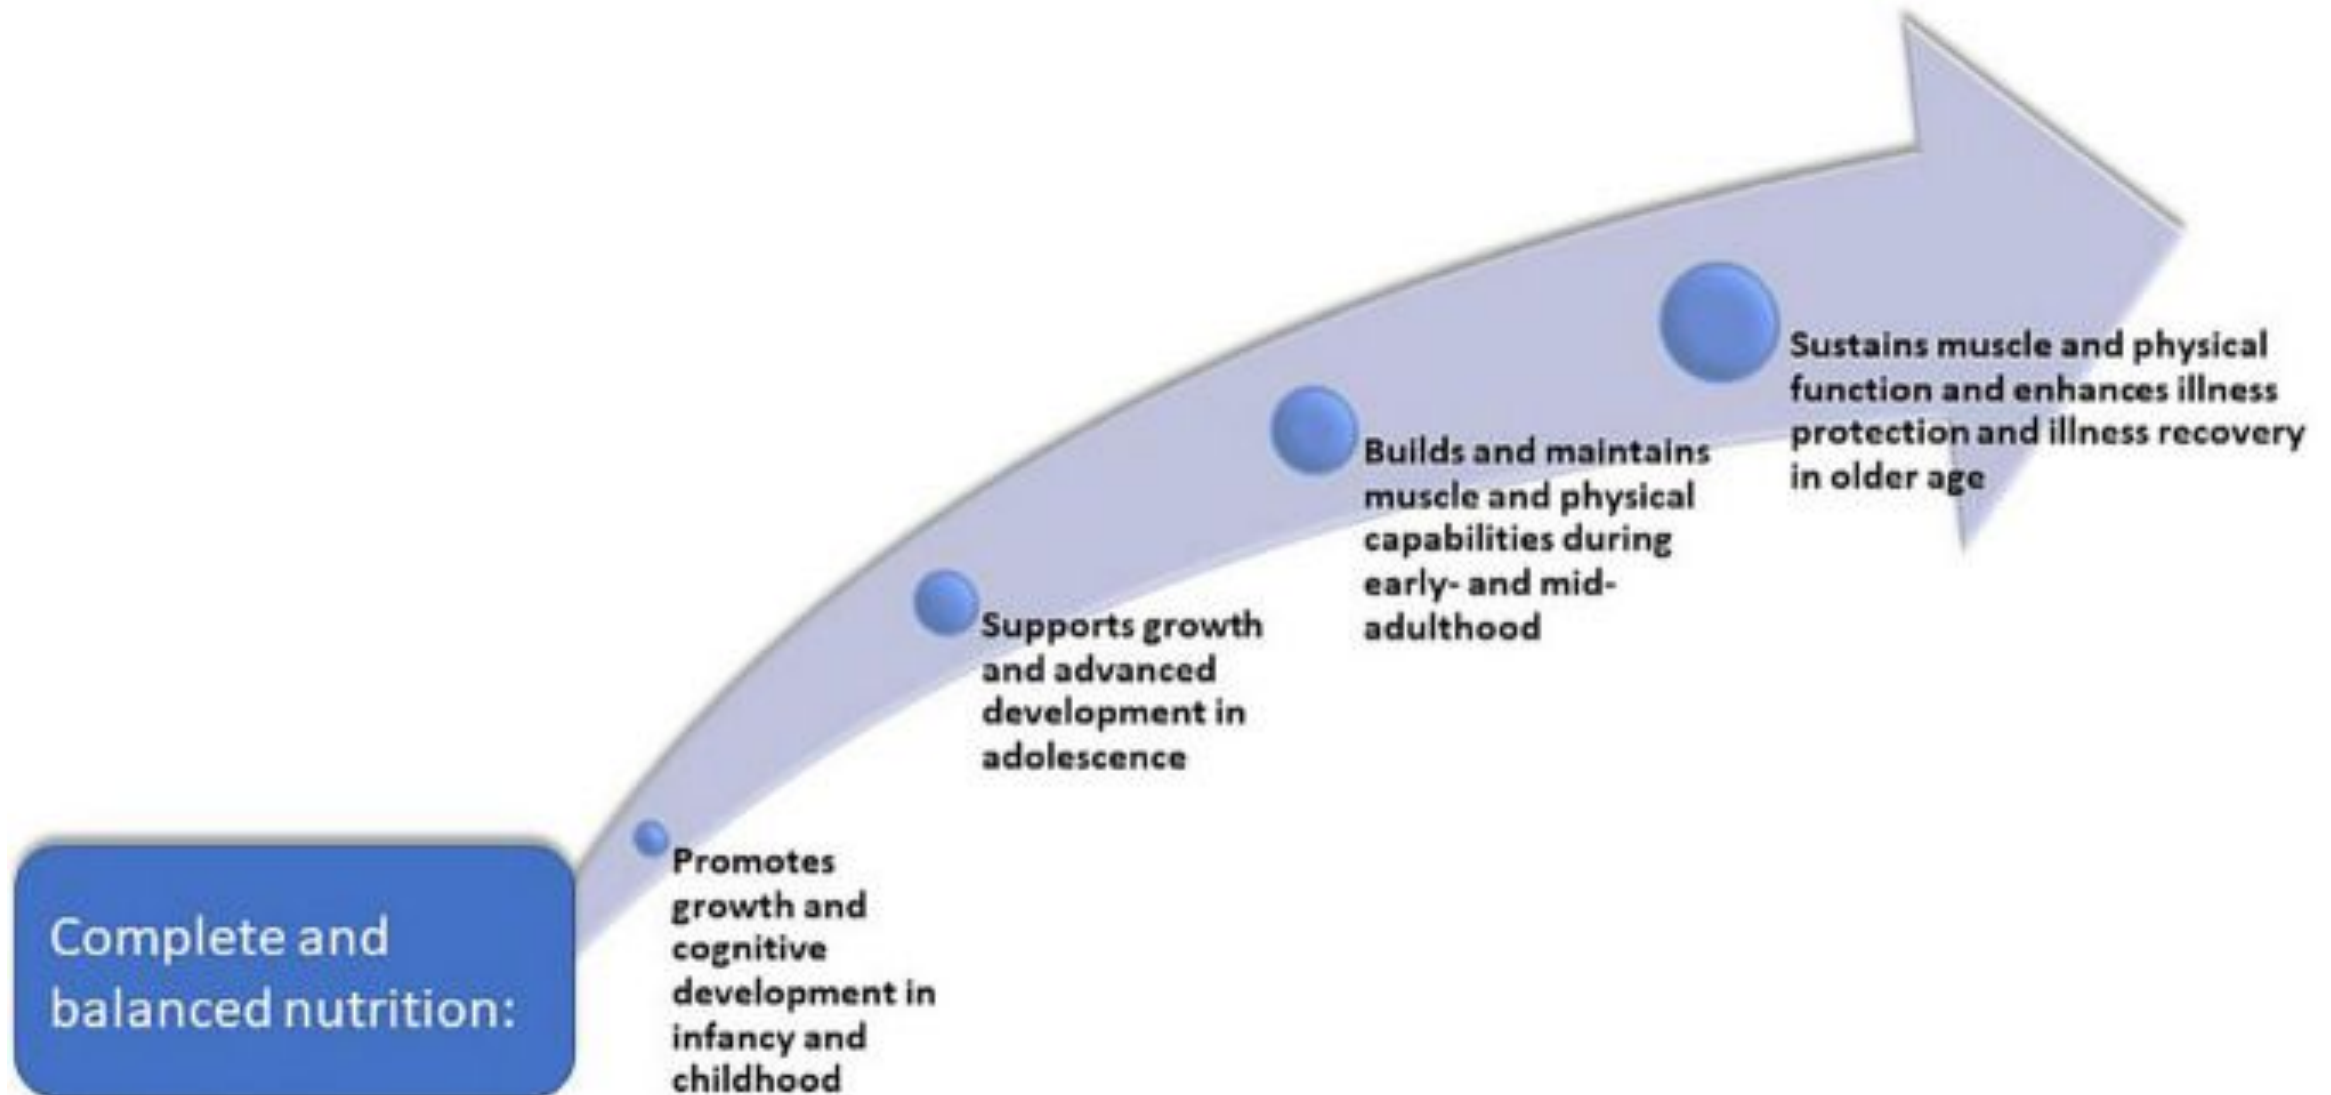 Complete and
balanced nutrition:
Promotes
growth and
cognitive
development in
infancy and
childhood
Supports growth
and advanced
development in
adolescence
Builds and maintains
muscle and physical
capabilities during
early- and mid-
adulthood
Sustains muscle and physical
function and enhances illness
protection and illness recovery
in older age